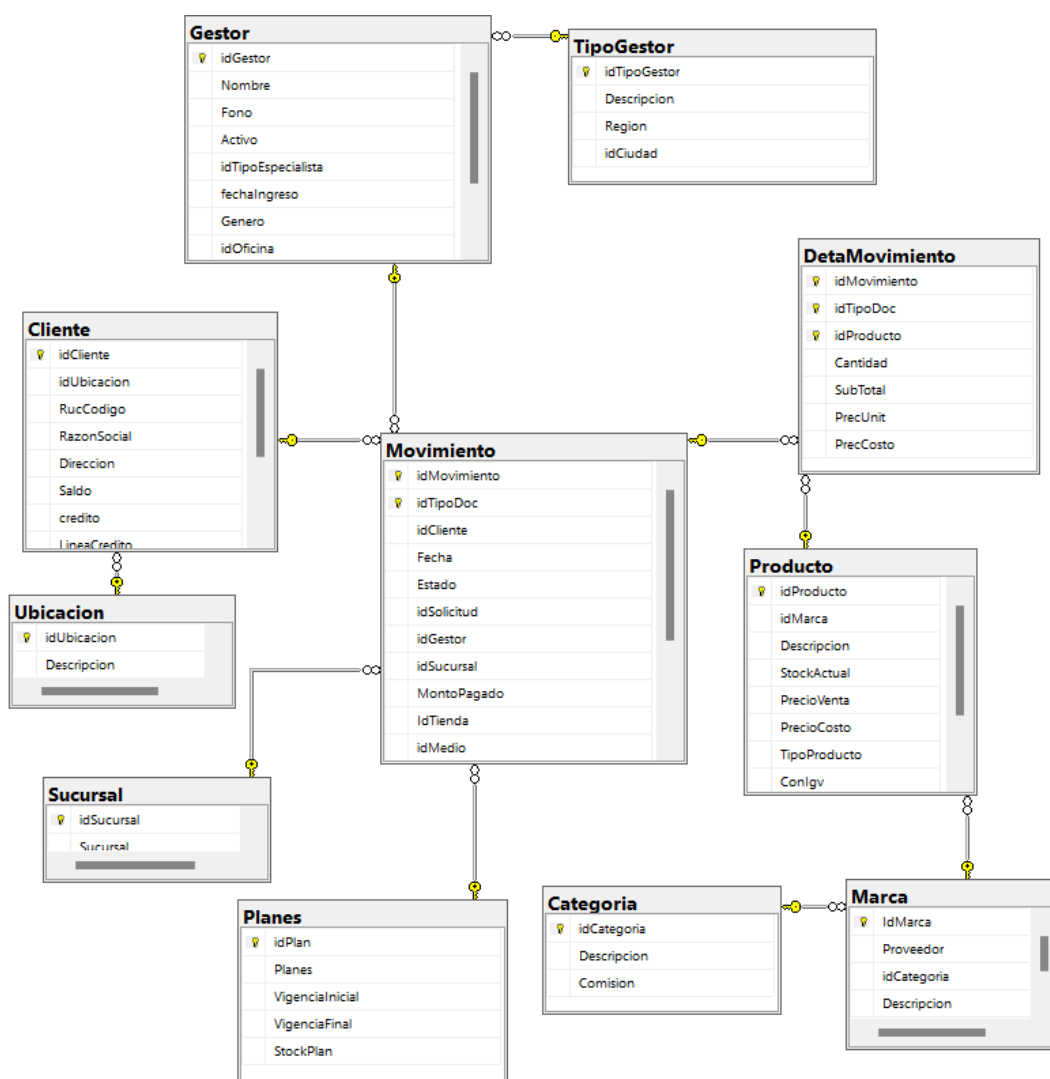 Gestor
idGestor
Nombre
Fono
Activo
idTipoEspecialista
fechaIngreso
Genero
idOficina
TipoGestor
idTipoGestor
Descripcion
Region
idCiudad
DetaMovimiento
idMovimiento
idTipoDoc
idProducto
Cantidad
SubTotal
PrecUnit
PrecCosto
Cliente
idCliente
idUbicacion
RucCodigo
RazonSocial
Direccion
Saldo
credito
LineaCredito
Movimiento
idMovimiento
idTipoDoc
idCliente
Fecha
Estado
idSolicitud
idGestor
idSucursal
MontoPagado
IdTienda
idMedio
Producto
idProducto
idMarca
Descripcion
StockActual
PrecioVenta
PrecioCosto
TipoProducto
ConIgv
Ubicacion
idUbicacion
Descripcion
Sucursal
idSucursal
Sucursal
Planes
idPlan
Planes
VigenciaInicial
VigenciaFinal
StockPlan
Categoria
idCategoria
Descripcion
Comision
Marca
IdMarca
Proveedor
idCategoria
Descripcion